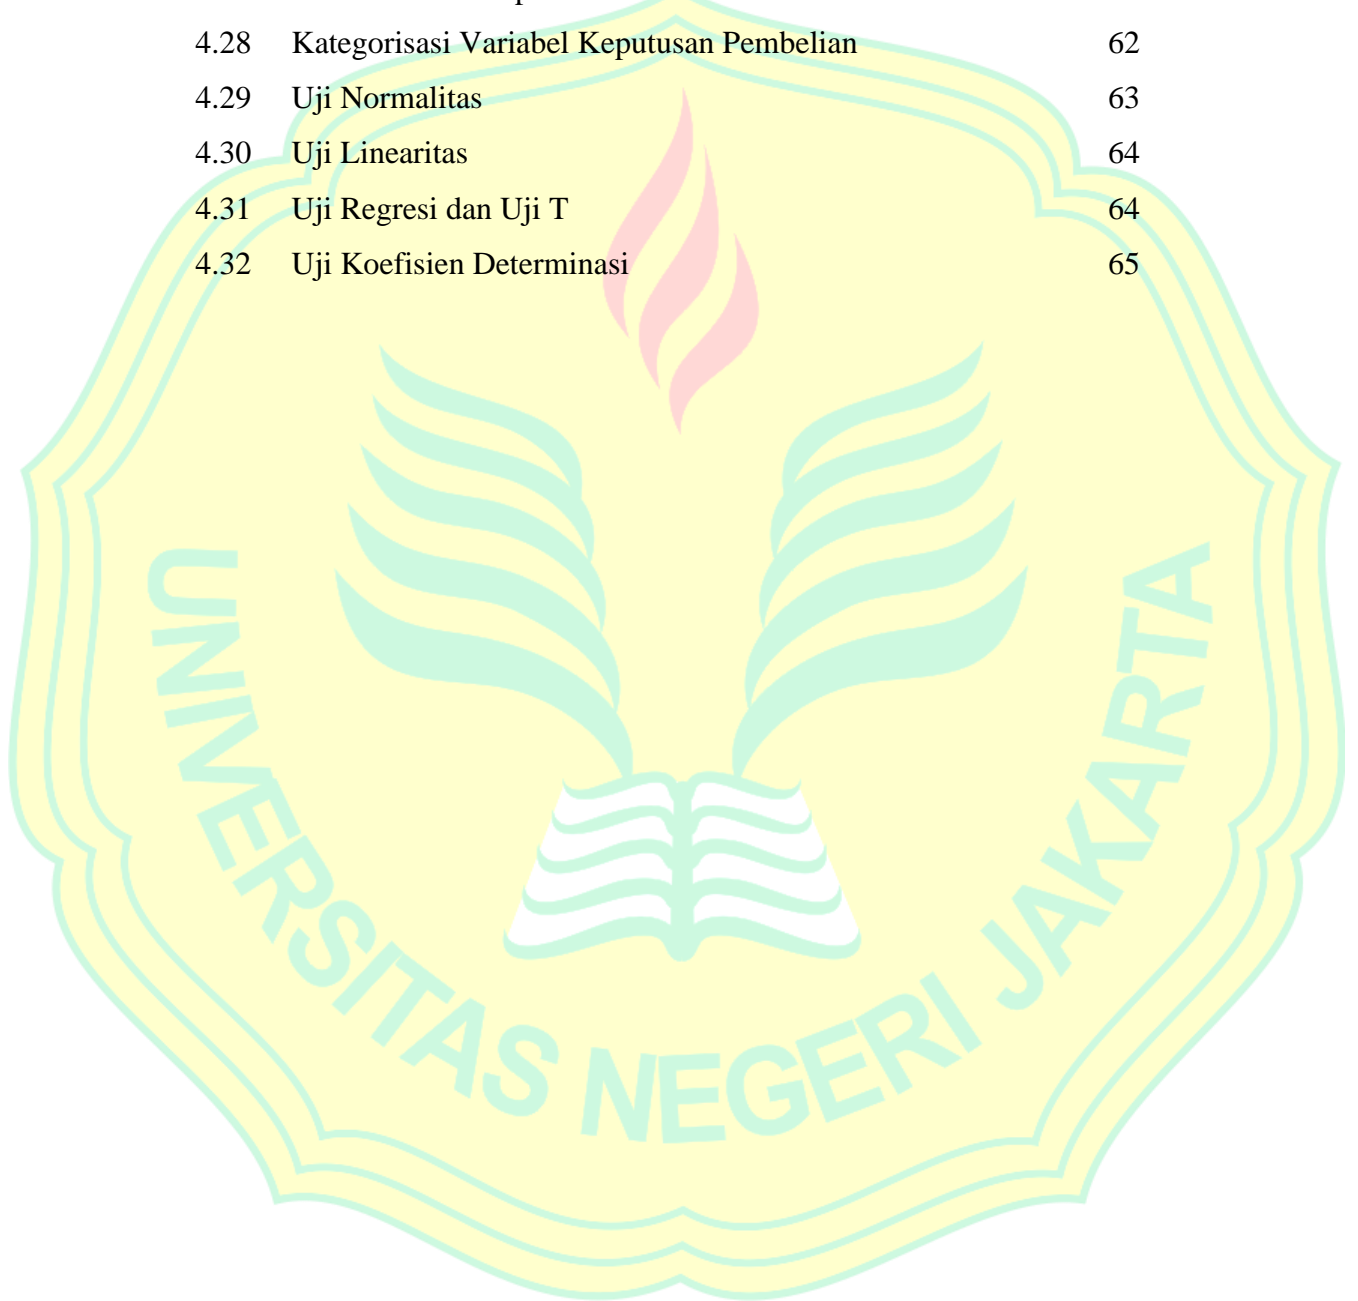 4.28 Kategorisasi Variabel Keputusan Pembelian 62
4.29 Uji Normalitas 63
4.30 Uji Linearitas 64
4.31 Uji Regresi dan Uji T 64
4.32 Uji Koefisien Determinasi 65
UNIVERSITAS NEGERI JAKARTA